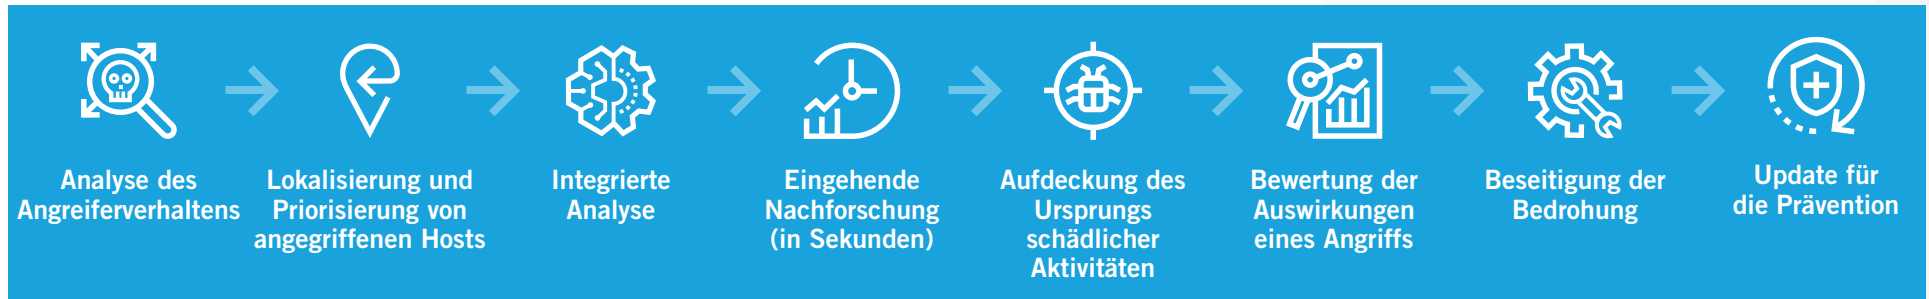 Analyse des
Angreiferverhaltens
Lokalisierung und
Priorisierung von
angegriffenen Hosts
Integrierte
Analyse
Eingehende
Nachforschung
(in Sekunden)
Aufdeckung des
Ursprungs
schädlicher
Aktivitäten
Bewertung der
Auswirkungen
eines Angriffs
Beseitigung der
Bedrohung
Update für
die Prävention